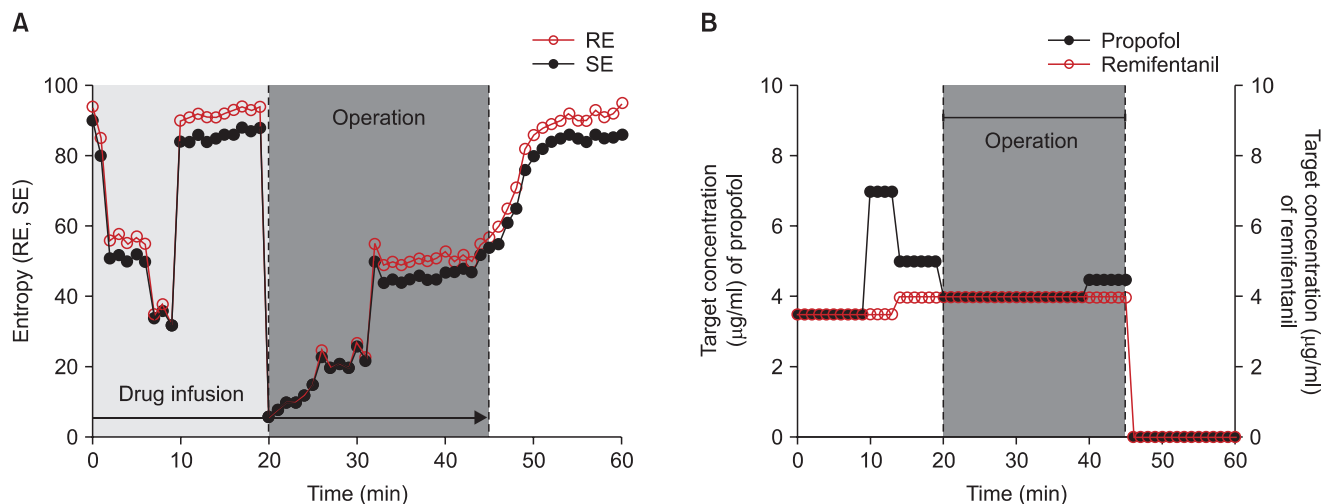 A
RE
SE
Entropy (RE, SE)
100
80
60
40
20
0
Operation
Drug infusion
0 10 20 30 40 50 60
Time (min)
B
Propofol
Remifentanil
Target concentration
(μg/ml) of propofol
10
8
6
4
2
0
Operation
10
8
6
4
2
0
Target concentration (μg/ml)
of remifentanil
0 10 20 30 40 50 60
Time (min)